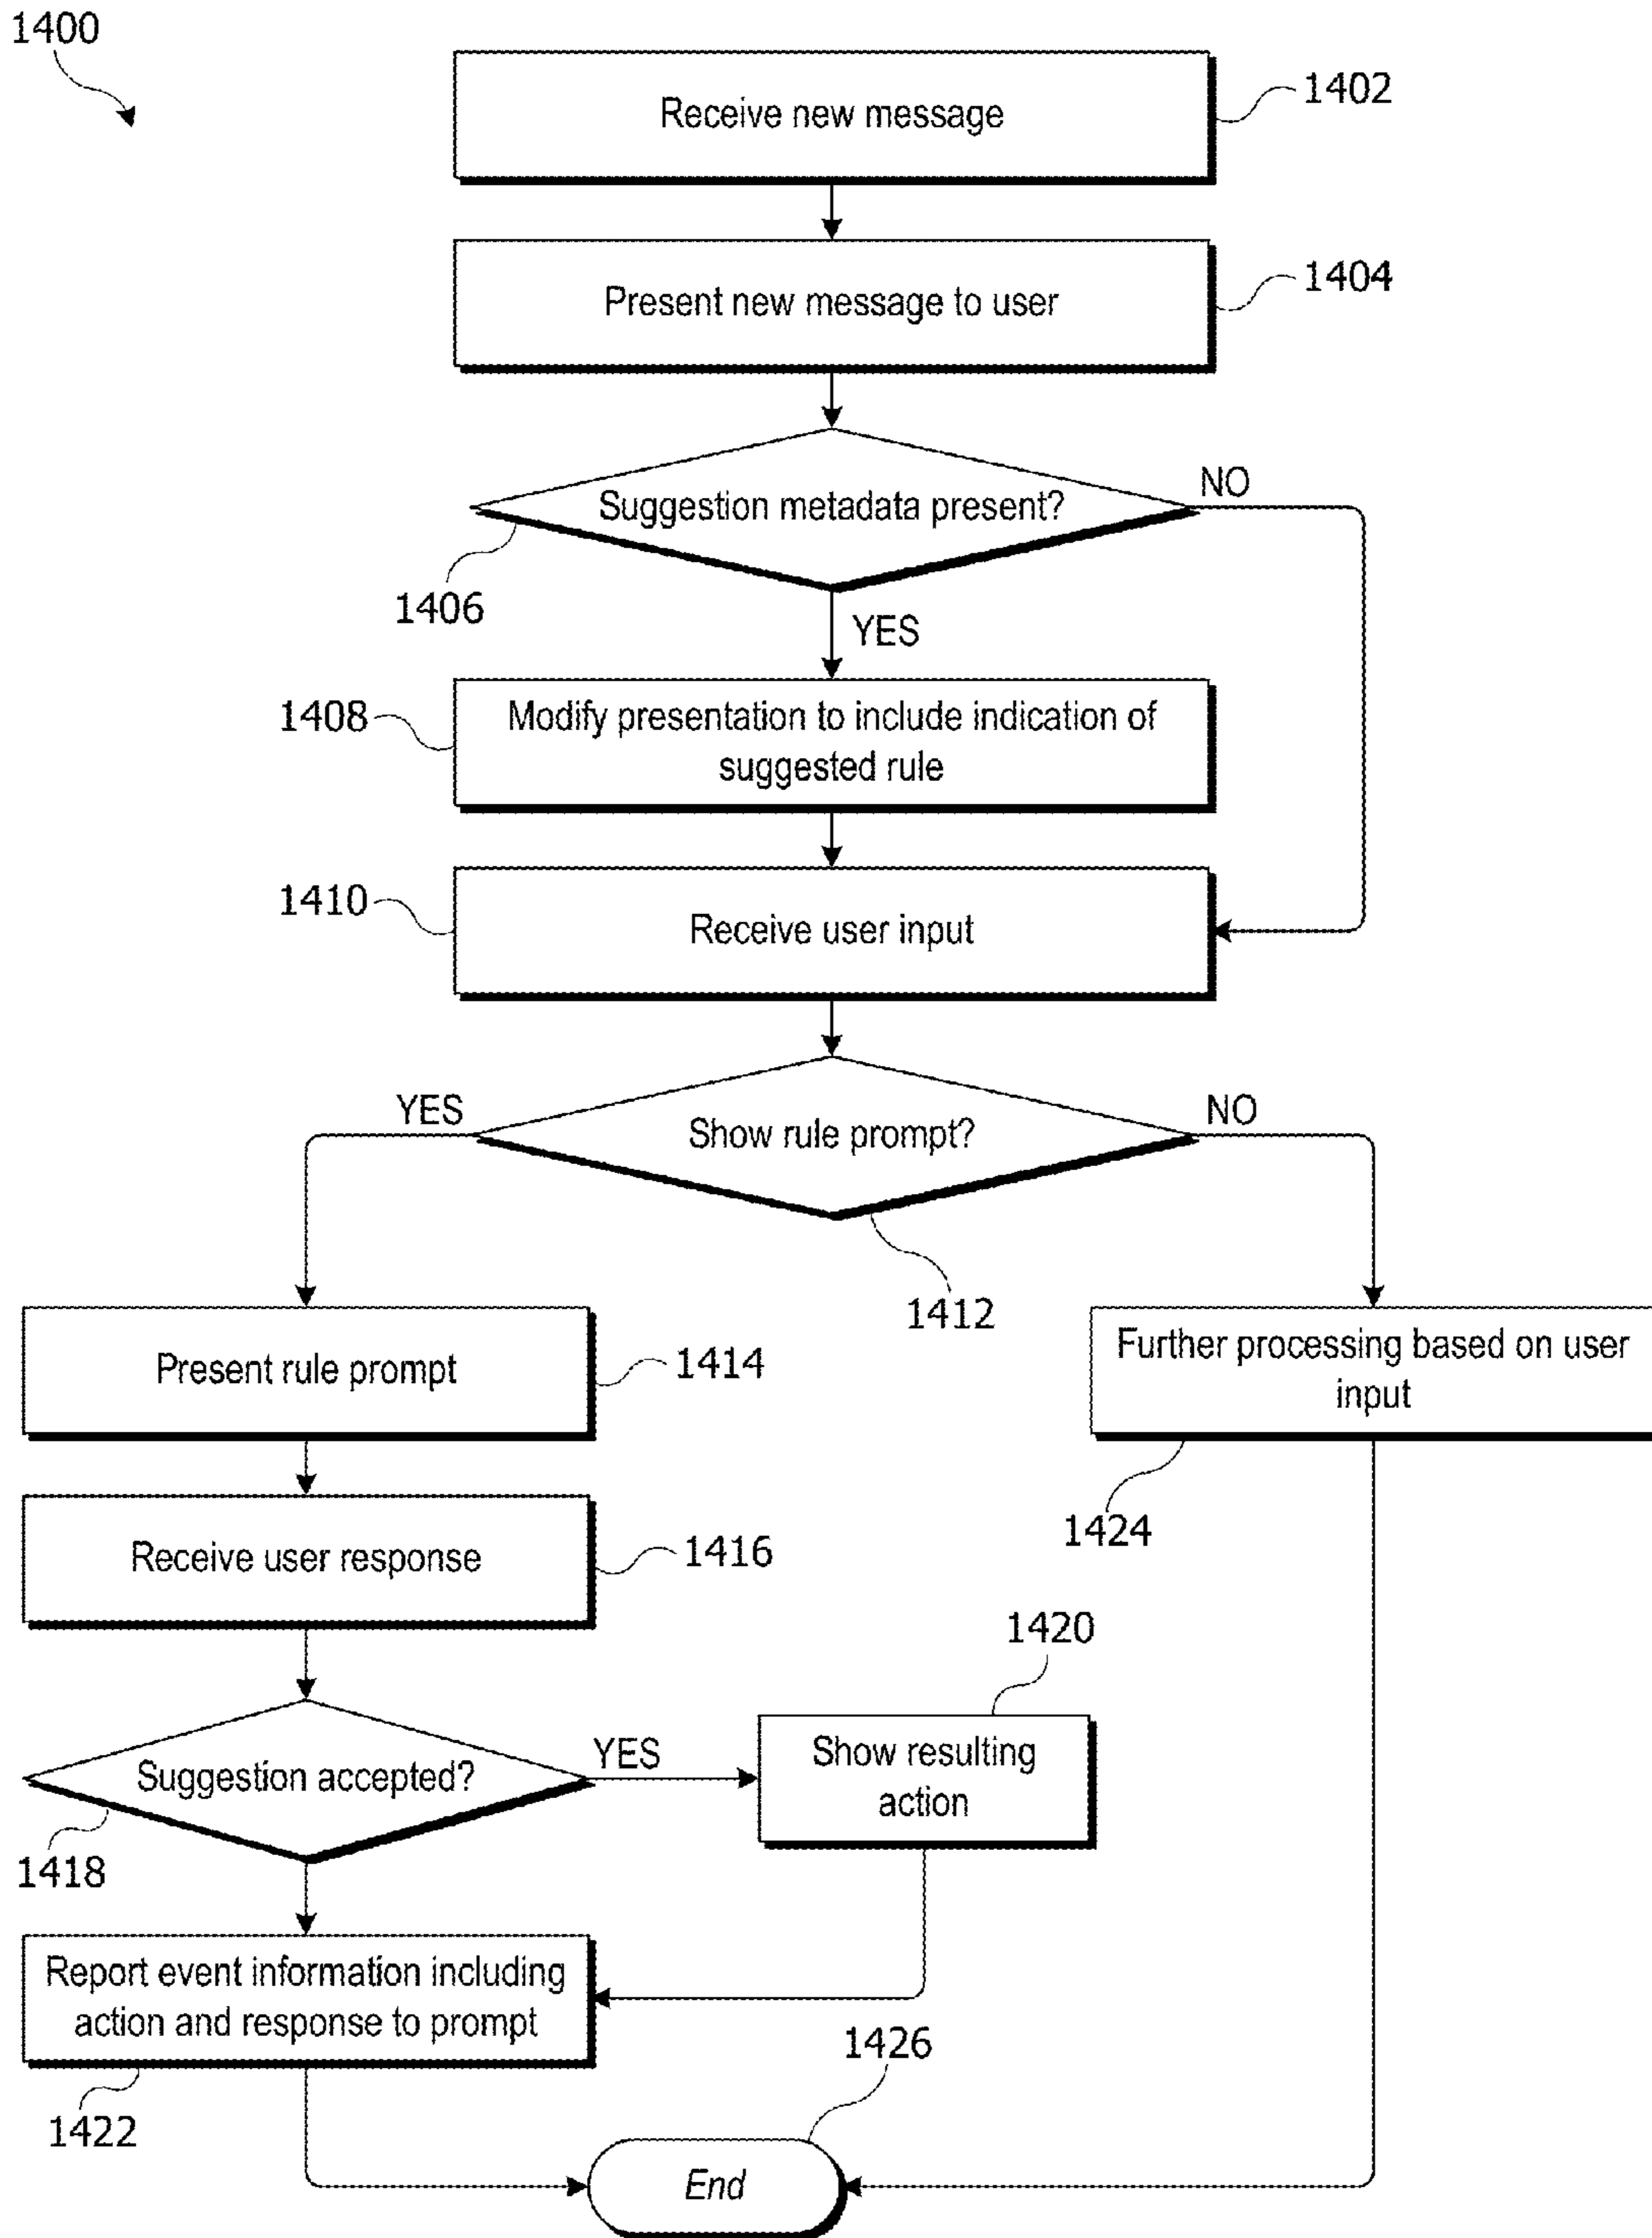 1400
Receive new message
1402
Present new message to user
1404
Suggestion metadata present?
NO
1406
YES
1408
Modify presentation to include indication of
suggested rule
1410
Receive user input
YES
Show rule prompt?
NO
1412
Present rule prompt
1414
Further processing based on user
input
1424
Receive user response
1416
1420
Suggestion accepted?
YES
Show resulting
action
1418
Report event information including
action and response to prompt
1422
1426
End